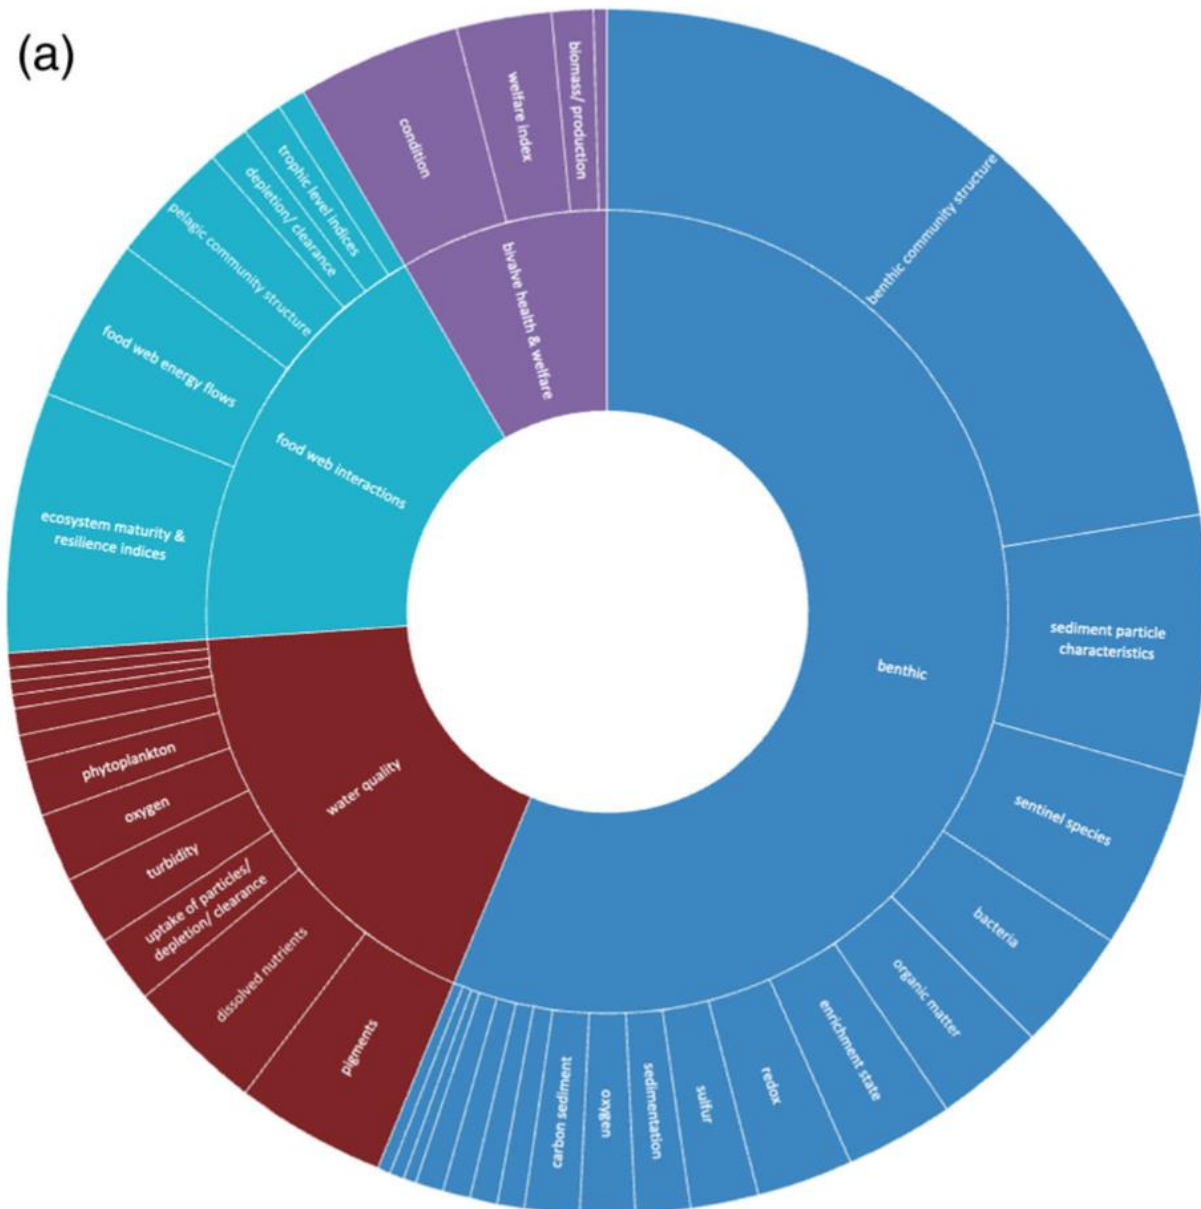 (a)
benthic
benthic community structure
sediment particle
characteristics
sentinel species
bacteria
organic matter
enrichment state
redox
sulfur
sedimentation
oxygen
carbon sediment
water quality
pigments
dissolved nutrients
uptake of particles/
depletion/ clearance
turbidity
oxygen
phytoplankton
food web interactions
ecosystem maturity &
resilience indices
food web energy flows
pelagic community structure
depletion/ clearance
trophic level indices
bivalve health & welfare
condition
welfare index
biomass/ production